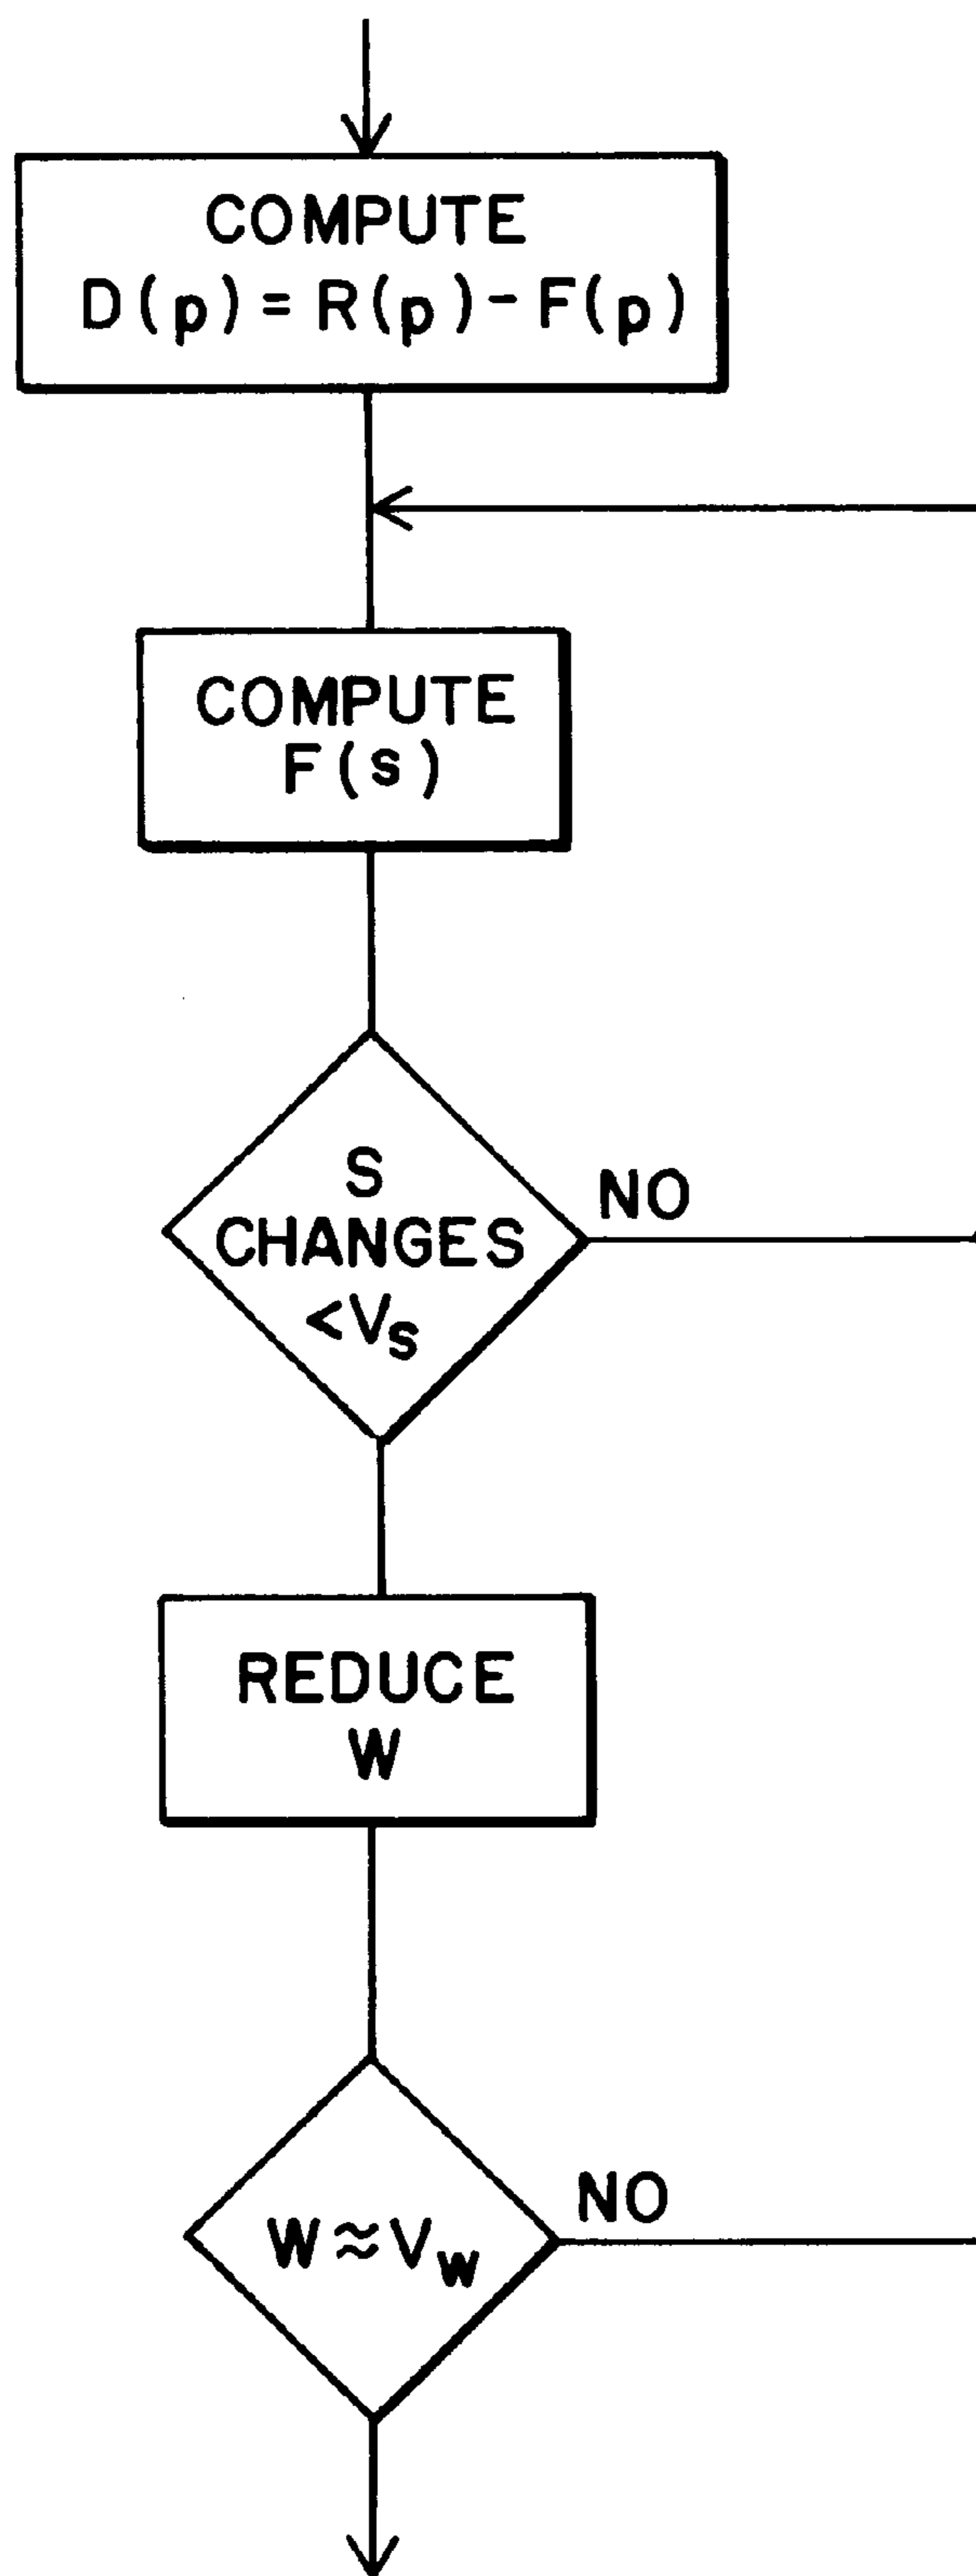 COMPUTE
D(p) = R(p) - F(p)
COMPUTE
F(s)
S
CHANGES
<Vs
NO
REDUCE
W
W ≈ Vw
NO